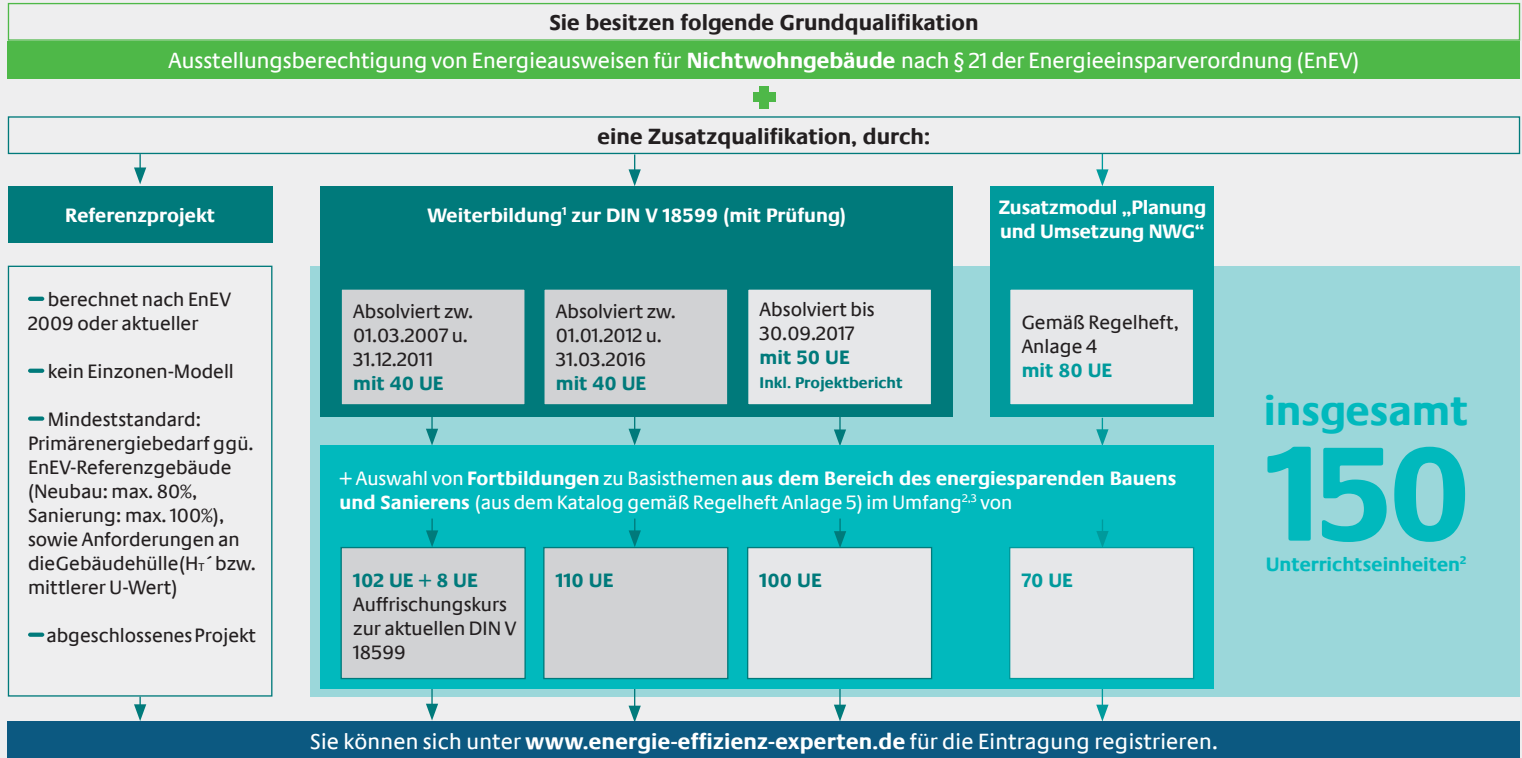 Sie besitzen folgende Grundqualifikation
Ausstellungsberechtigung von Energieausweisen für Nichtwohngebäude nach § 21 der Energieeinsparverordnung (EnEV)
+
eine Zusatzqualifikation, durch:
Referenzprojekt
– berechnet nach EnEV
2009 oder aktueller
– kein Einzonen-Modell
– Mindeststandard:
Primärenergiebedarf ggü.
EnEV-Referenzgebäude
(Neubau: max. 80%,
Sanierung: max. 100%),
sowie Anforderungen an
dieGebäudehülle(H_T´ bzw.
mittlerer U-Wert)
– abgeschlossenes Projekt
Weiterbildung¹ zur DIN V 18599 (mit Prüfung)
Absolviert zw.
01.03.2007 u.
31.12.2011
mit 40 UE
Absolviert zw.
01.01.2012 u.
31.03.2016
mit 40 UE
Absolviert bis
30.09.2017
mit 50 UE
Inkl. Projektbericht
Zusatzmodul „Planung
und Umsetzung NWG“
Gemäß Regelheft,
Anlage 4
mit 80 UE
+ Auswahl von Fortbildungen zu Basisthemen aus dem Bereich des energiesparenden Bauens
und Sanierens (aus dem Katalog gemäß Regelheft Anlage 5) im Umfang²,³ von
102 UE + 8 UE
Auffrischungskurs
zur aktuellen DIN V
18599
110 UE
100 UE
70 UE
insgesamt
150
Unterrichtseinheiten²
Sie können sich unter www.energie-effizienz-experten.de für die Eintragung registrieren.